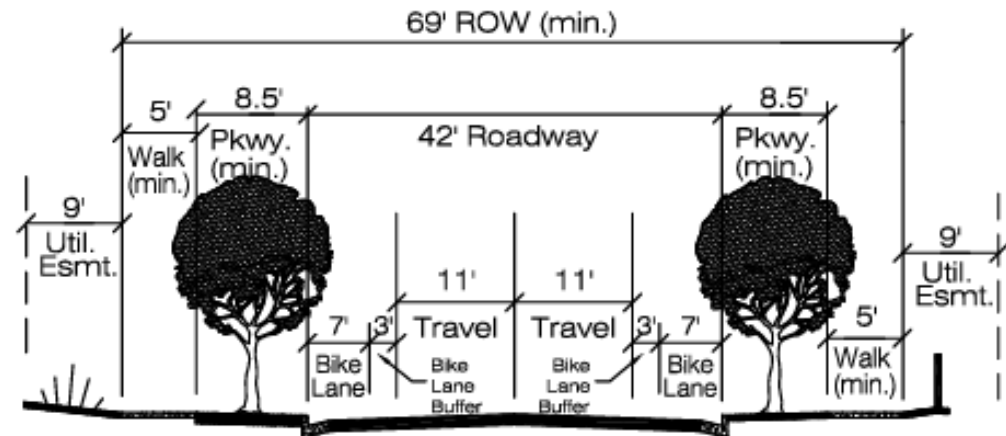 69' ROW (min.)
5'
8.5'
8.5'
42' Roadway
Walk
(min.)
Pkwy.
(min.)
Pkwy.
(min.)
9'
Util.
Esmt.
11'
11'
9'
Util.
Esmt.
7'
3'
Travel
Travel
3'
7'
5'
Bike
Lane
Bike
Lane
Buffer
Bike
Lane
Buffer
Bike
Lane
Walk
(min.)